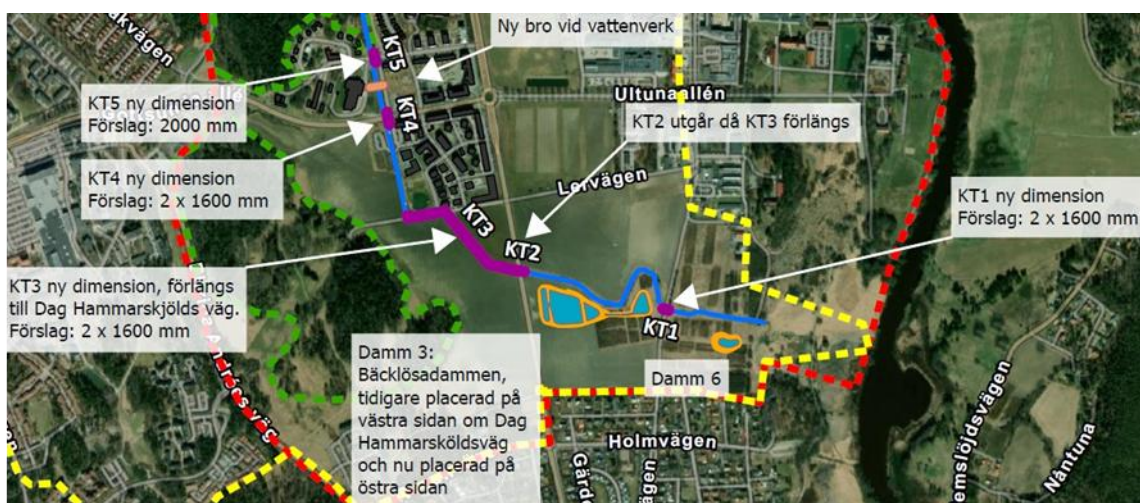 Ny bro vid vattenverk
KT5
KT5 ny dimension
Förslag: 2000 mm
Ultunaallén
KT4
KT2 utgår då KT3 förlängs
KT4 ny dimension
Förslag: 2 x 1600 mm
Lervägen
KT1 ny dimension
Förslag: 2 x 1600 mm
KT3
KT2
KT3 ny dimension, förlängs
till Dag Hammarskjölds väg.
Förslag: 2 x 1600 mm
KT1
Damm 3:
Bäcklösadammen,
tidigare placerad på
västra sidan om Dag
Hammarsköldsväg
och nu placerad på
östra sidan
Damm 6
Holmvägen
Nåntuna